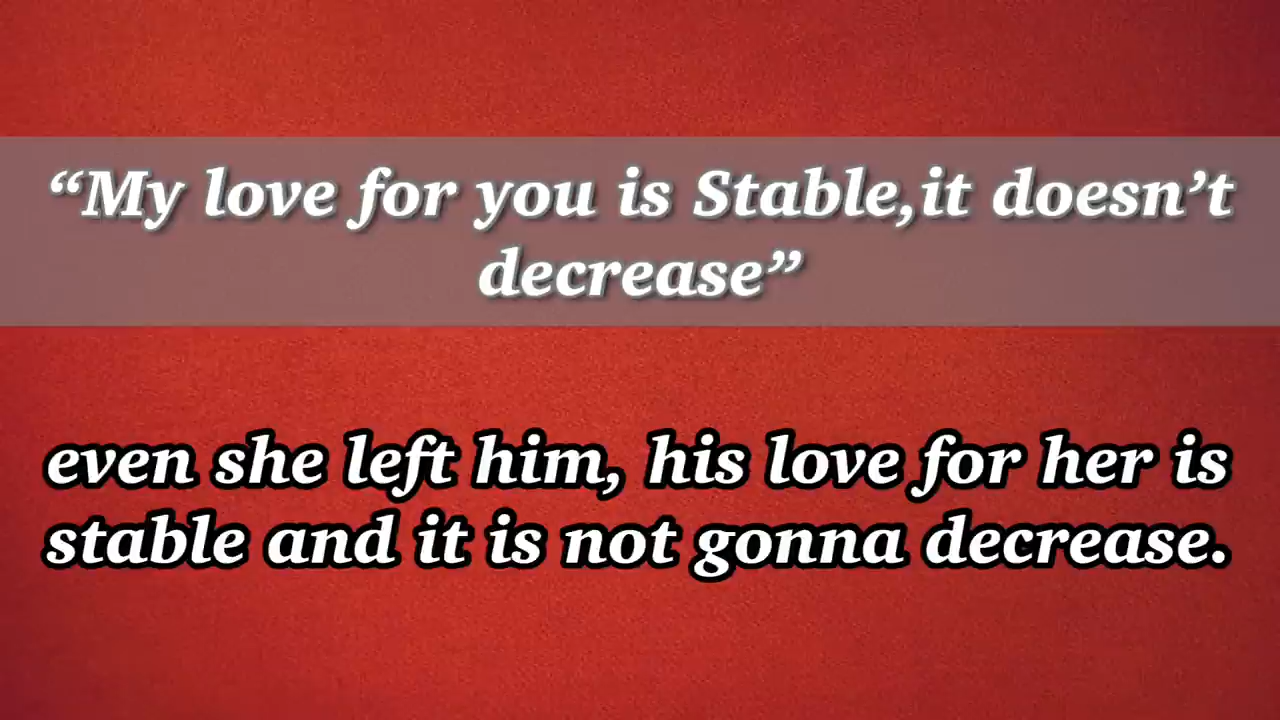 “My love for you is Stable,it doesn’t
decrease”
even she left him, his love for her is
stable and it is not gonna decrease.